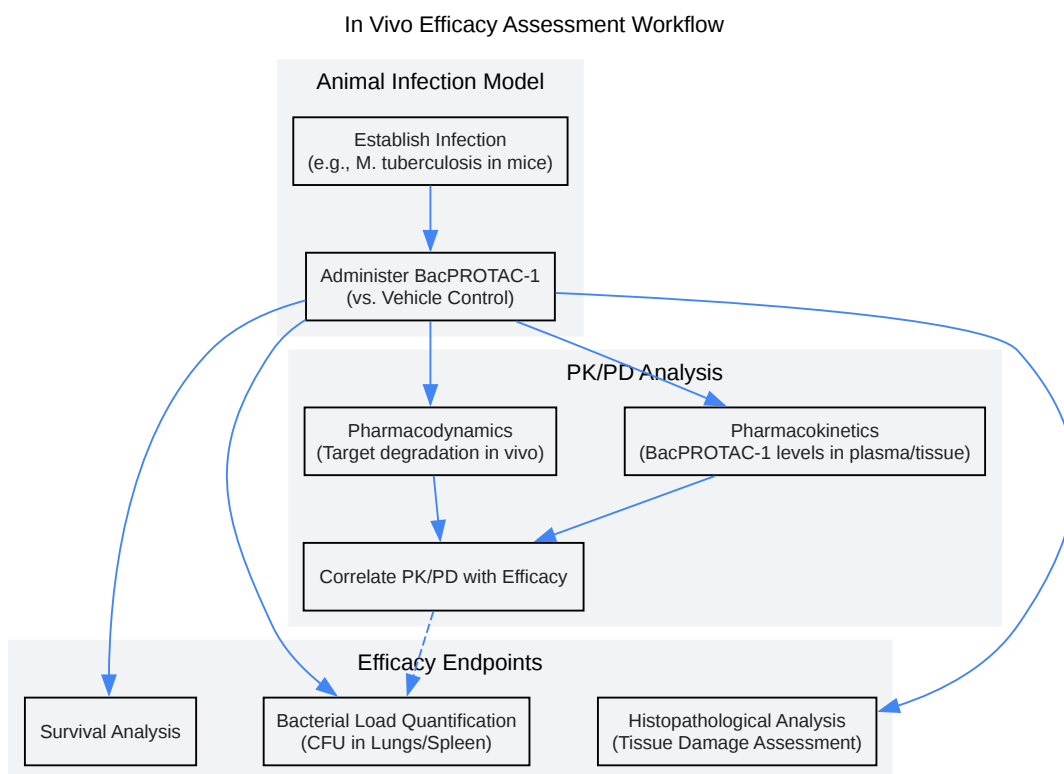 In Vivo Efficacy Assessment Workflow
Animal Infection Model
Establish Infection
(e.g., M. tuberculosis in mice)
Administer BacPROTAC-1
(vs. Vehicle Control)
PK/PD Analysis
Pharmacodynamics
(Target degradation in vivo)
Pharmacokinetics
(BacPROTAC-1 levels in plasma/tissue)
Correlate PK/PD with Efficacy
Efficacy Endpoints
Survival Analysis
Bacterial Load Quantification
(CFU in Lungs/Spleen)
Histopathological Analysis
(Tissue Damage Assessment)